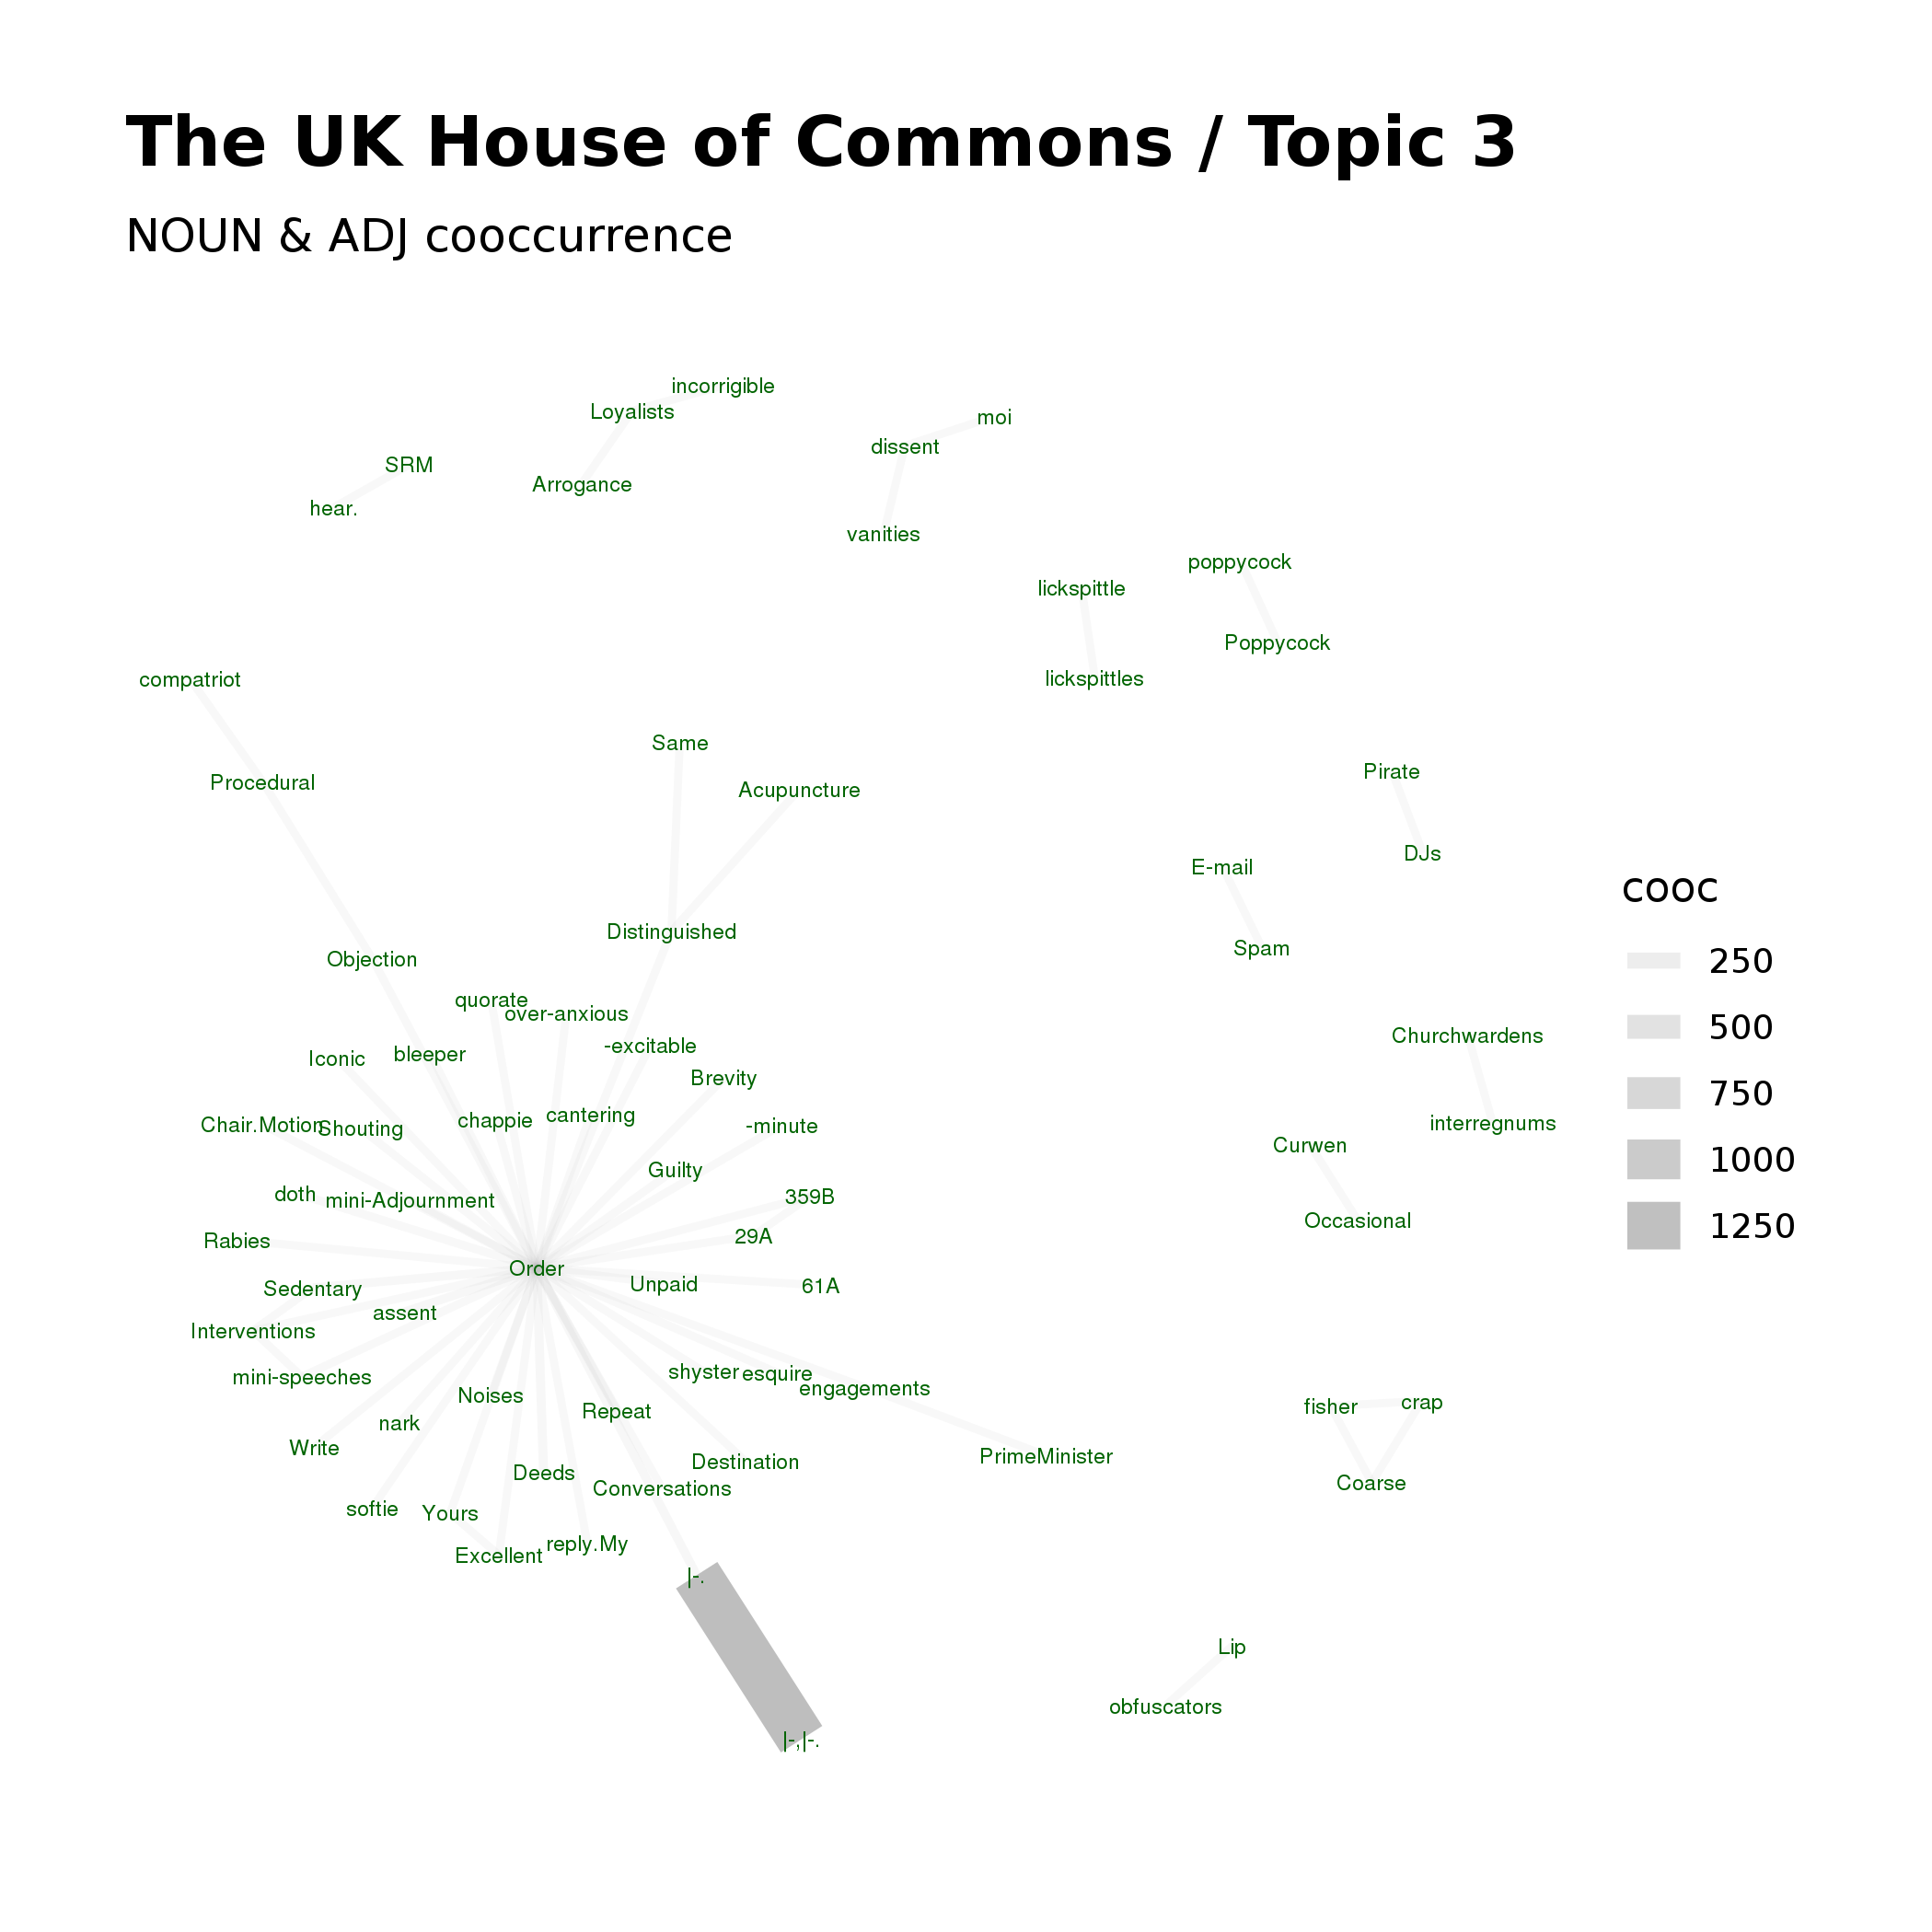 The UK House of Commons / Topic 3
NOUN & ADJ cooccurrence
incorrigible
Loyalists
moi
dissent
SRM
Arrogance
hear.
vanities
poppycock
lickspittle
Poppycock
lickspittles
compatriot
Same
Pirate
Procedural
Acupuncture
DJs
E-mail
cooc
Distinguished
Spam
Objection
250
quorate
over-anxious
500
Churchwardens
-excitable
Iconic
bleeper
Brevity
750
chappie
cantering
Chair.Motion
Shouting
-minute
interregnums
Curwen
1000
Guilty
doth
mini-Adjournment
359B
Occasional
1250
Rabies
29A
Order
Sedentary
Unpaid
61A
assent
Interventions
mini-speeches
shyster
esquire
engagements
Noises
Repeat
fisher
crap
nark
Write
Destination
PrimeMinister
Deeds
Conversations
Coarse
softie
Yours
Excellent
reply.My
|-.
Lip
obfuscators
|-,|-.